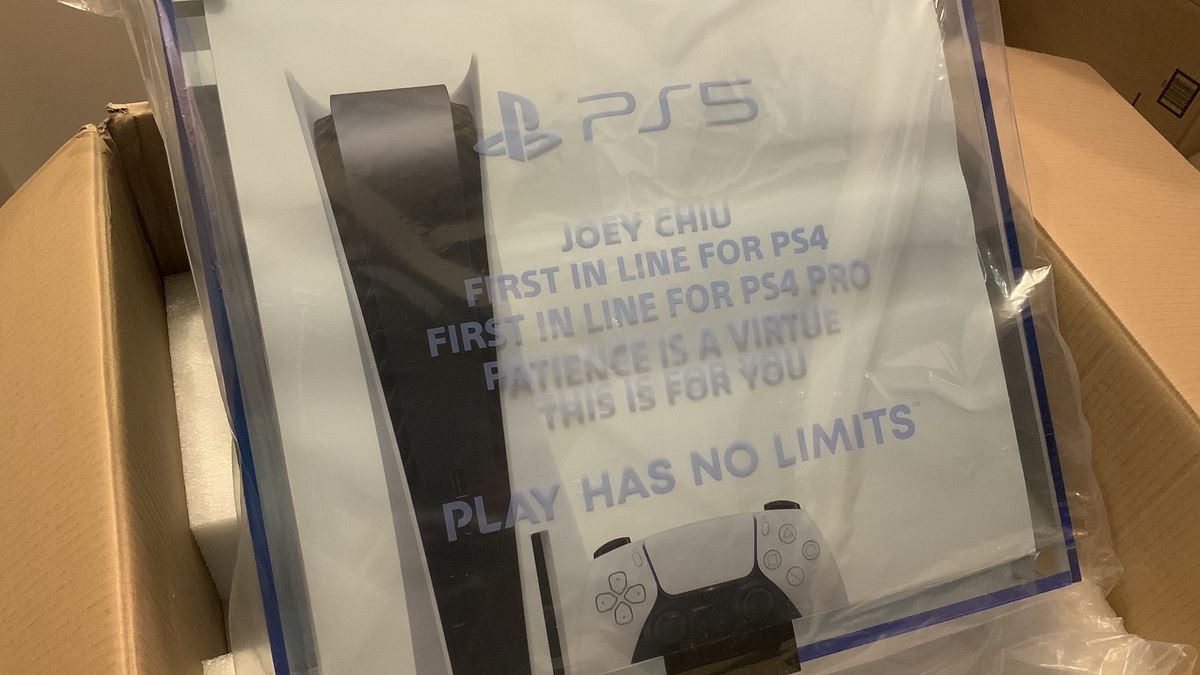 PS5
JOEY CHIU
FIRST IN LINE FOR PS4
FIRST IN LINE FOR PS4 PRO
PATIENCE IS A VIRTUE
THIS IS FOR YOU
PLAY HAS NO LIMITS™